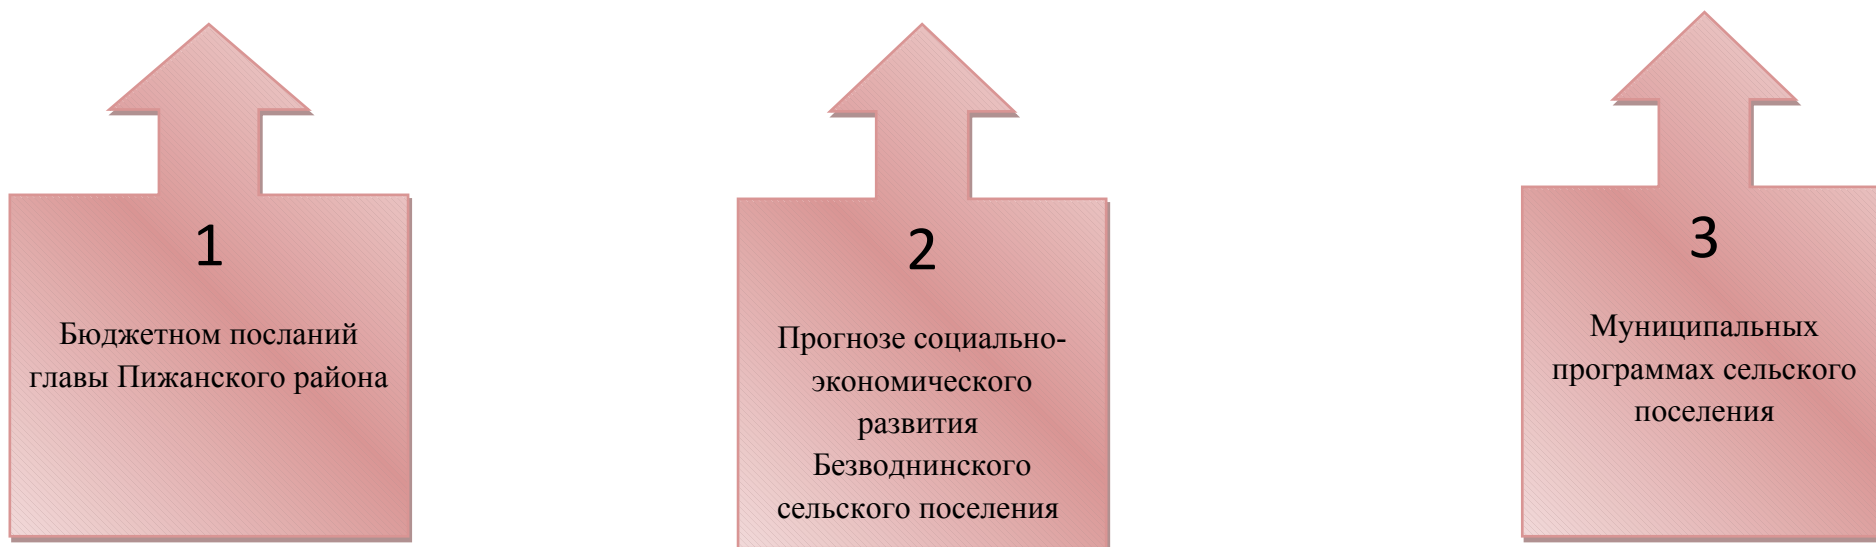 1
Бюджетном посланий
главы Пижанского района
2
Прогнозе социально-
экономического
развития
Безводнинского
сельского поселения
3
Муниципальных
программах сельского
поселения